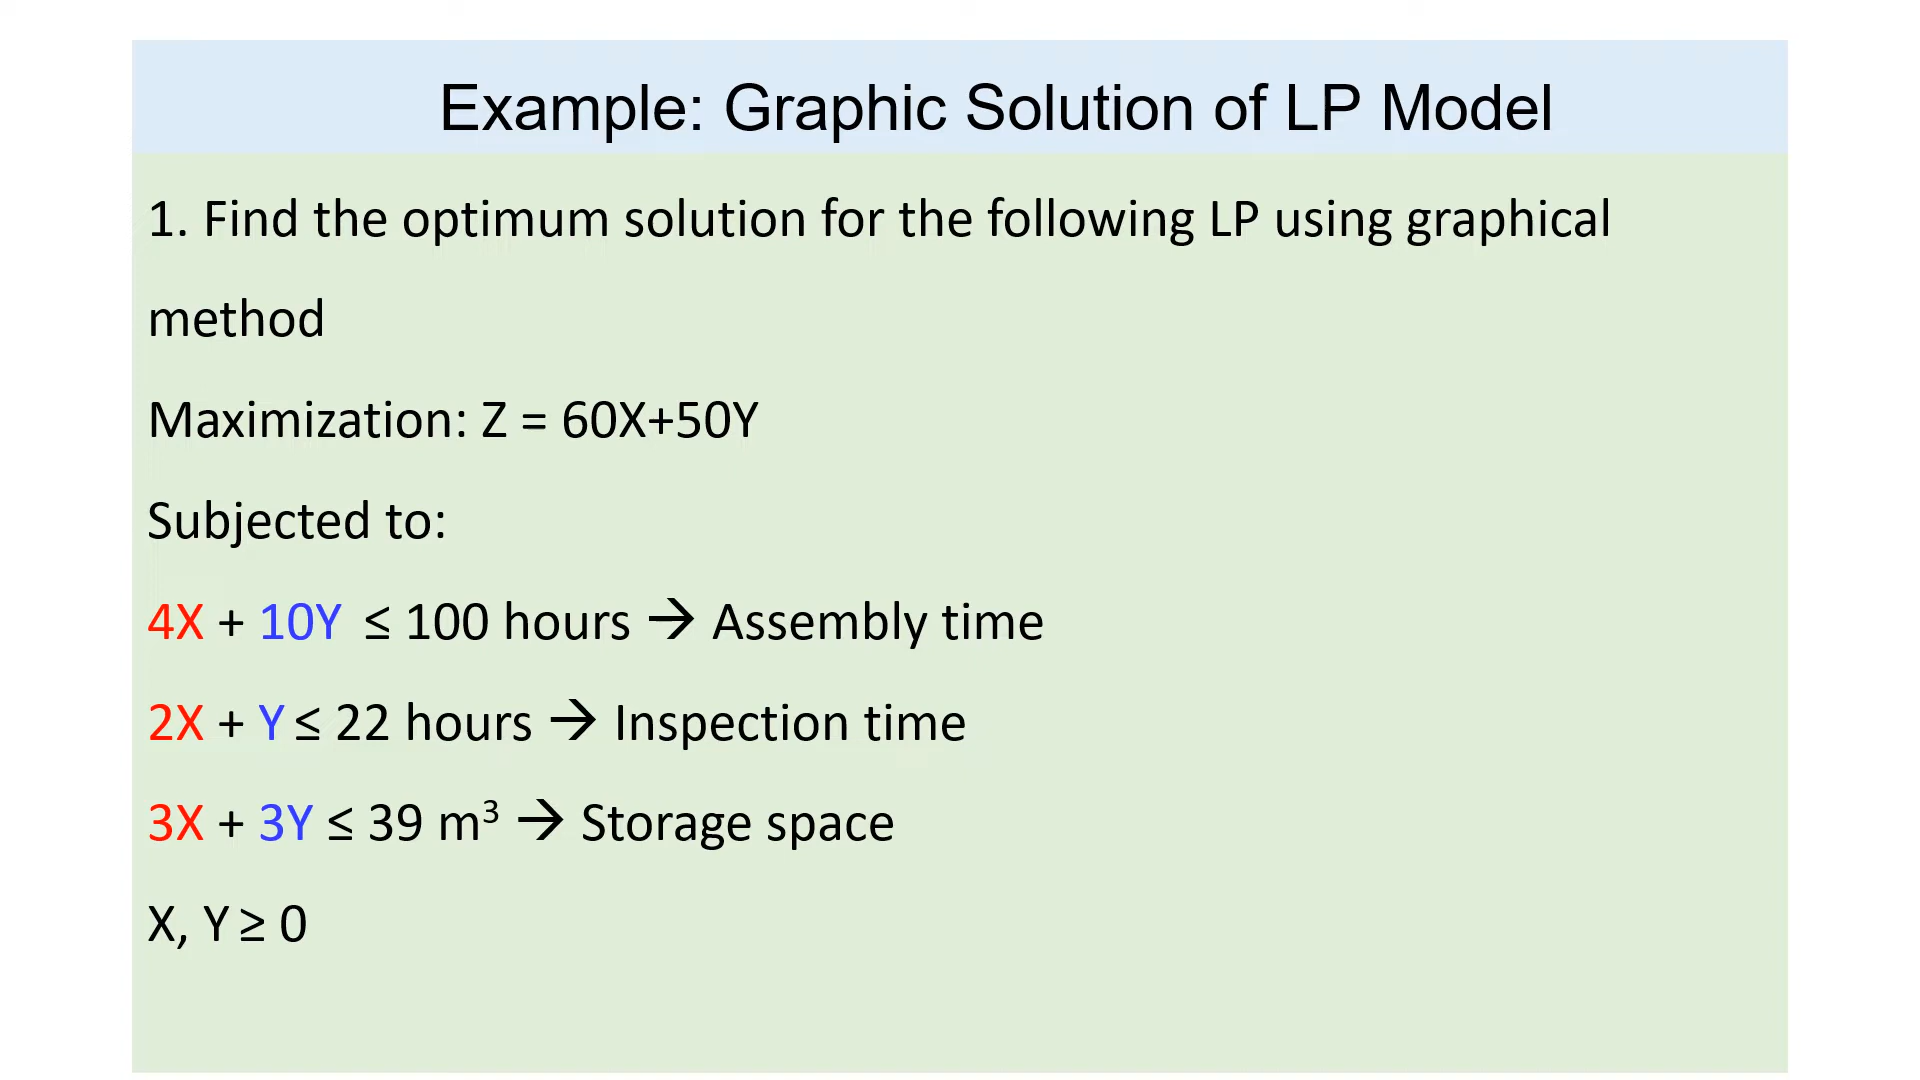 Example: Graphic Solution of LP Model
1. Find the optimum solution for the following LP using graphical
method
Maximization: Z = 60X+50Y
Subjected to:
4X + 10Y ≤ 100 hours → Assembly time
2X + Y ≤ 22 hours → Inspection time
3X + 3Y ≤ 39 m³ → Storage space
X, Y ≥ 0